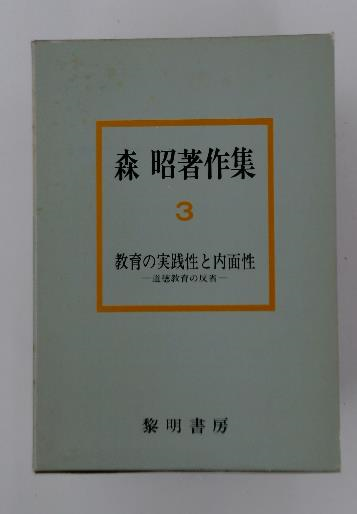 森 昭著作集
3
教育の実践性と内面性
―道徳教育の反省―
黎明書房